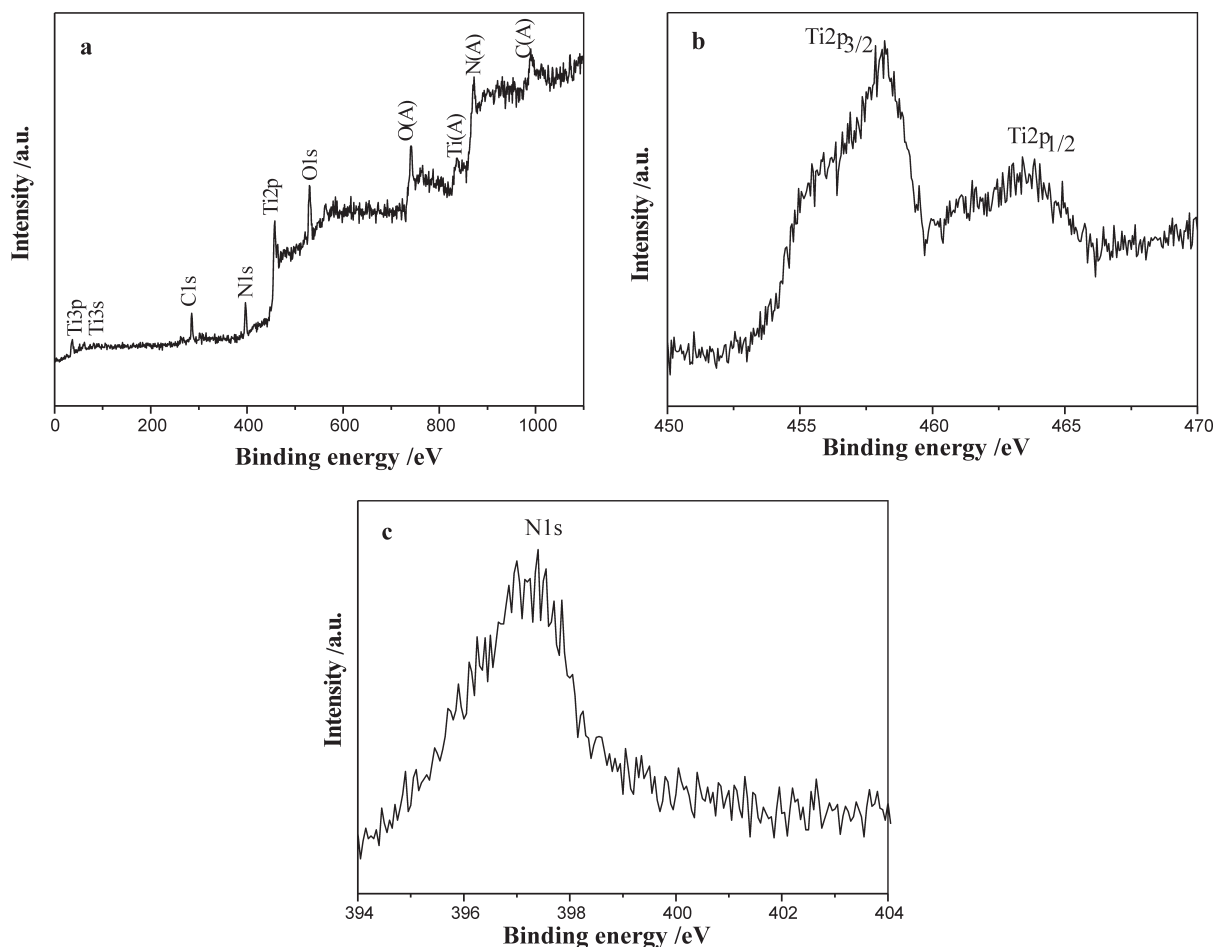 a
Ti3p
Ti3s
C1s
N1s
Ti2p
O1s
O(A)
Ti(A)
N(A)
C(A)
Intensity /a.u.
0 200 400 600 800 1000
Binding energy /eV
b
Ti2p3/2
Ti2p1/2
Intensity /a.u.
450 455 460 465 470
Binding energy /eV
c
N1s
Intensity /a.u.
394 396 398 400 402 404
Binding energy /eV